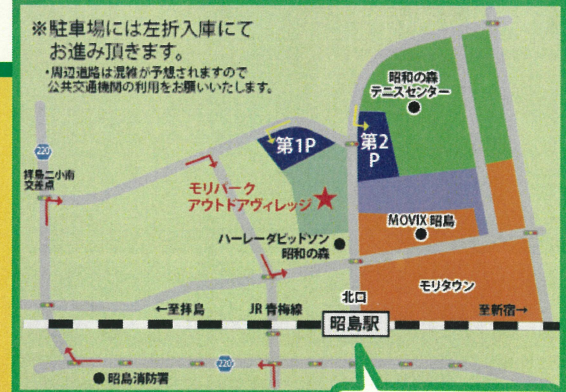 ※駐車場には左折入庫にて
お進み頂きます。
・周辺道路は混雑が予想されますので
公共交通機関の利用をお願いいたします。
昭和の森
テニスセンター
220
拝島二小南
交差点
第1P
第2
P
モリパーク
アウトドアヴィレッジ
MOVIX 昭島
ハーレーダビッドソン
昭和の森
モリタウン
北口
←至拝島
JR 青梅線
至新宿→
昭島駅
220
昭島消防署